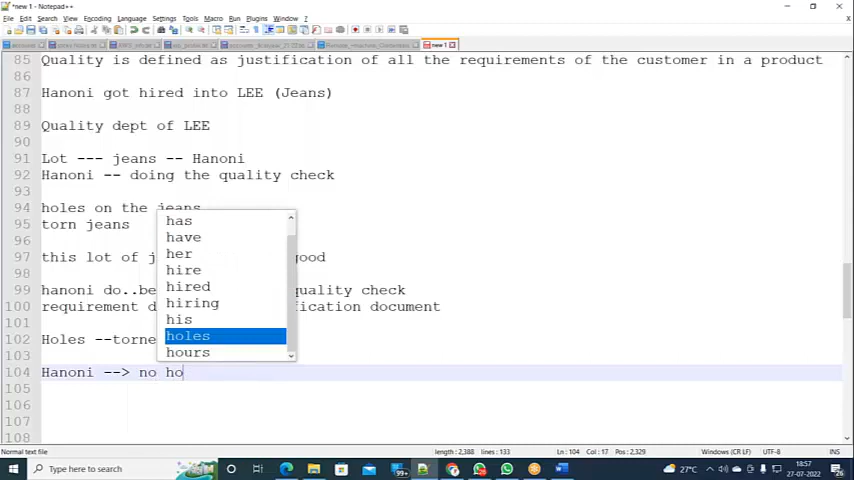 *new 1 - Notepad++
File Edit Search View Encoding Language Settings Tools Macro Run Plugins Window ?
new 1
85 Quality is defined as justification of all the requirements of the customer in a product
86
87 Hanoni got hired into LEE (Jeans)
88
89 Quality dept of LEE
90
91 Lot --- jeans -- Hanoni
92 Hanoni -- doing the quality check
93
94 holes on the jeans
95 torn jeans
96
97 this lot of j good
98
99 hanoni do..be quality check
100 requirement d fication document
101
102 Holes --torne
103
104 Hanoni --> no ho
105
106
107
108
has
have
her
hire
hired
hiring
his
holes
hours
Normal text file length : 2,388 lines : 133 Ln : 104 Col : 17 Pos : 2,329 Windows (CR LF) UTF-8 INS
Type here to search 99+ 27°C 18:57
27-07-2022